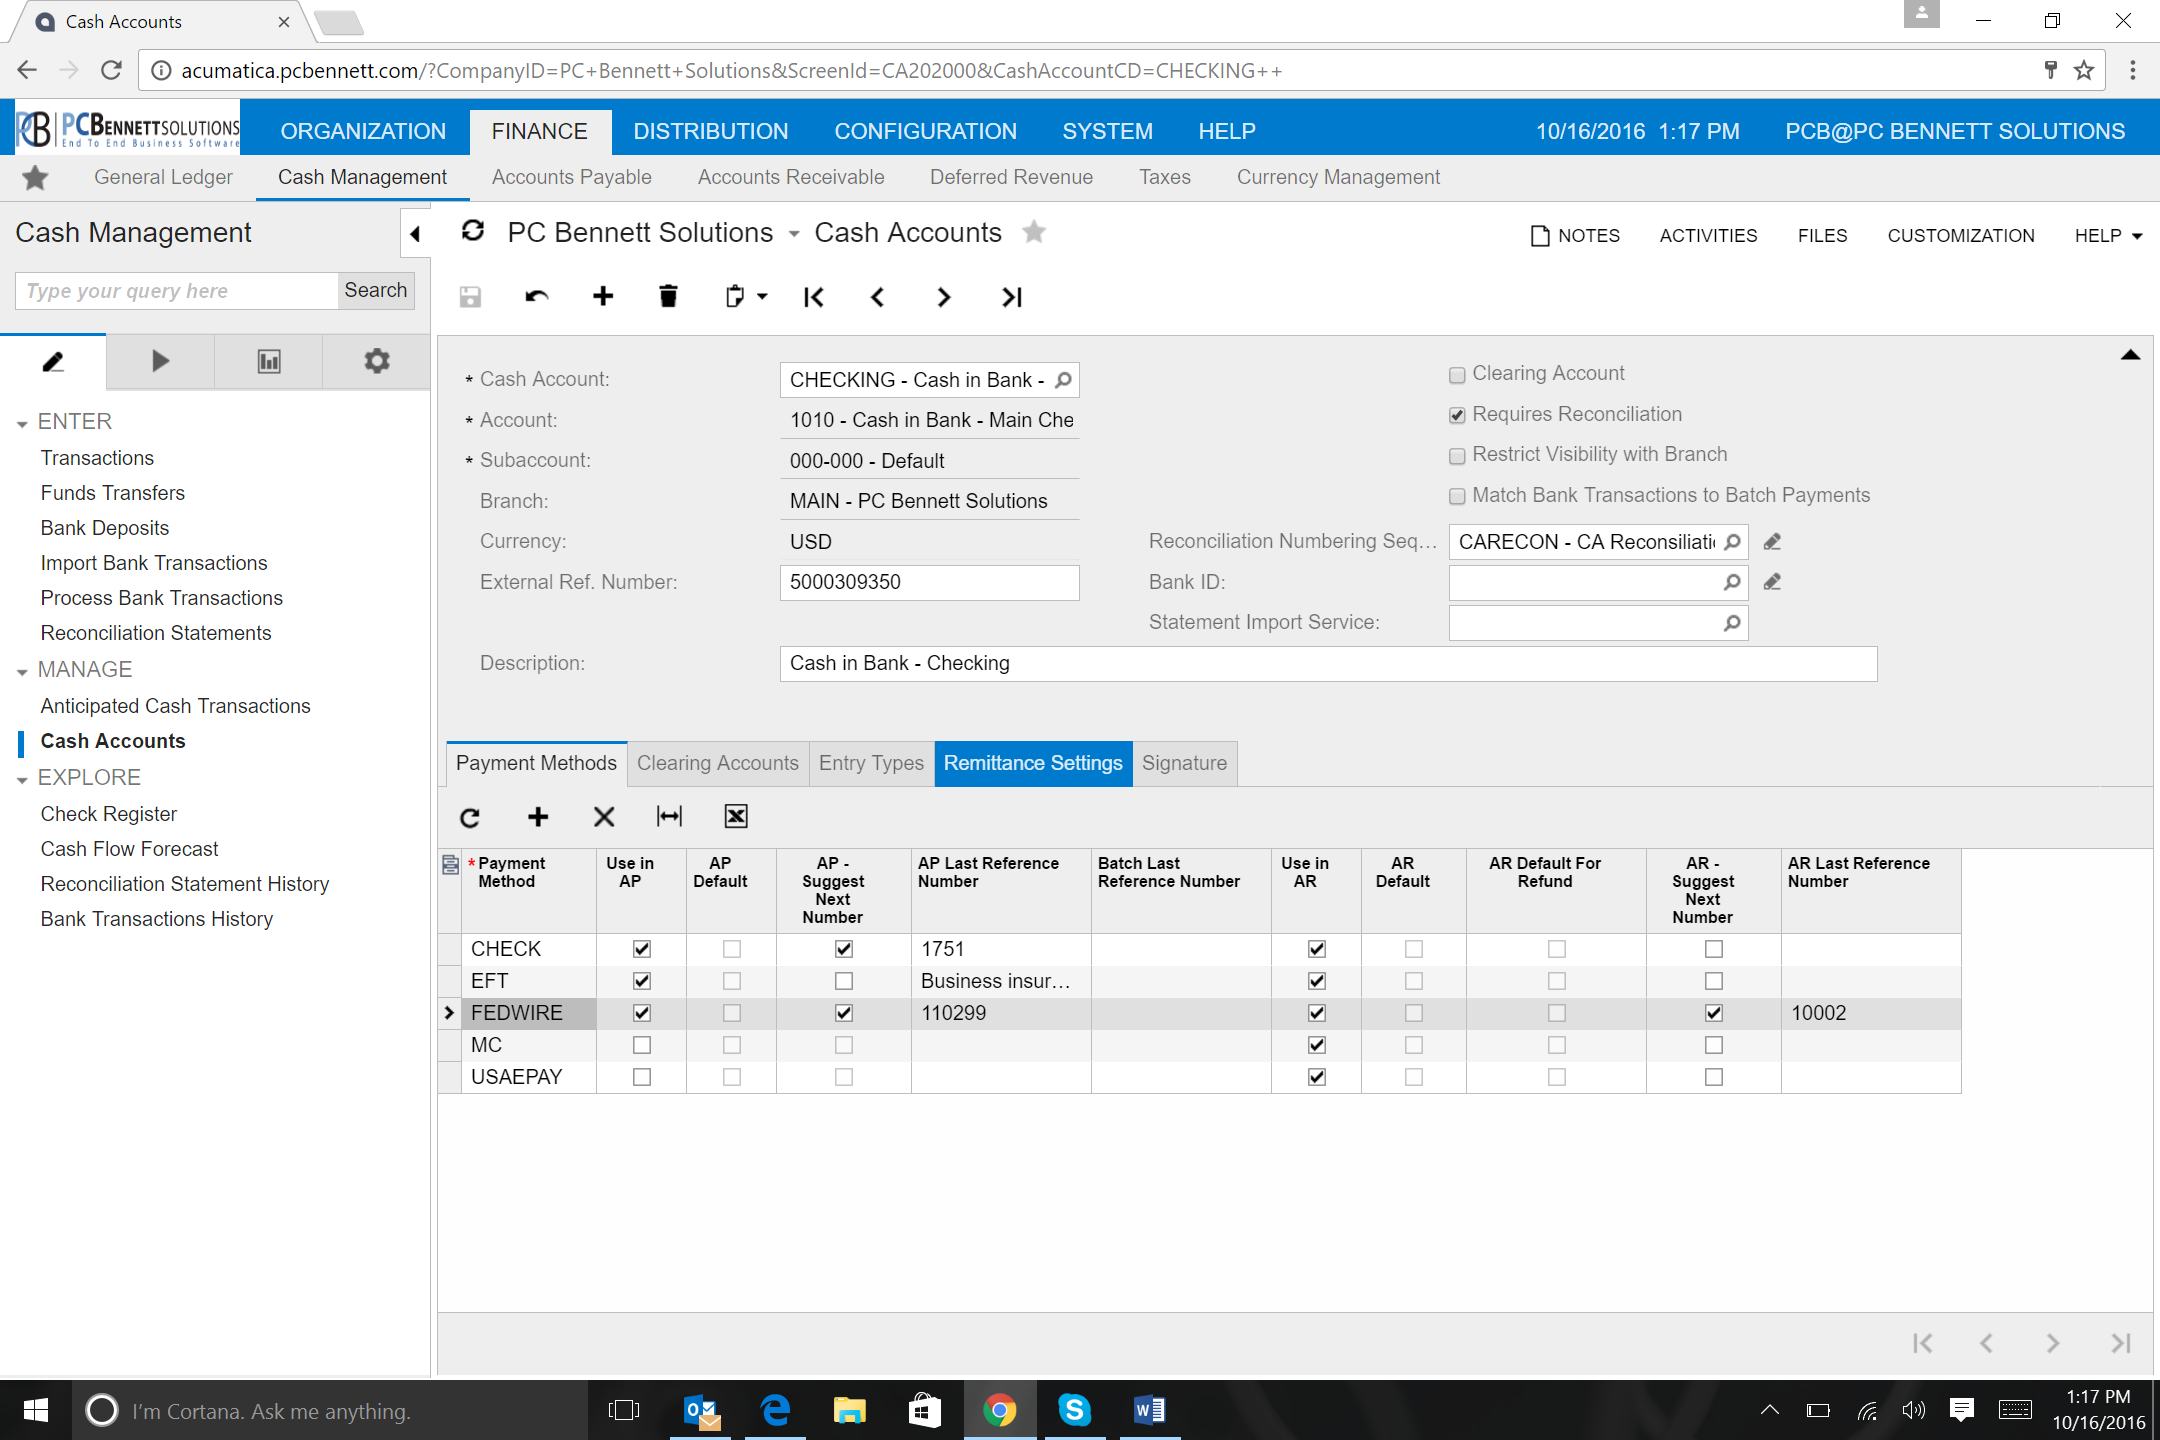 Cash Accounts
acumatica.pcbennett.com/?CompanyID=PC+Bennett+Solutions&ScreenId=CA202000&CashAccountCD=CHECKING++
PCB PCBENNETTSOLUTIONS
End To End Business Software
ORGANIZATION FINANCE DISTRIBUTION CONFIGURATION SYSTEM HELP 10/16/2016 1:17 PM PCB@PC BENNETT SOLUTIONS
General Ledger Cash Management Accounts Payable Accounts Receivable Deferred Revenue Taxes Currency Management
Cash Management
Type your query here Search
ENTER
Transactions
Funds Transfers
Bank Deposits
Import Bank Transactions
Process Bank Transactions
Reconciliation Statements
MANAGE
Anticipated Cash Transactions
Cash Accounts
EXPLORE
Check Register
Cash Flow Forecast
Reconciliation Statement History
Bank Transactions History
PC Bennett Solutions Cash Accounts
NOTES ACTIVITIES FILES CUSTOMIZATION HELP
* Cash Account: CHECKING - Cash in Bank -
* Account: 1010 - Cash in Bank - Main Che
* Subaccount: 000-000 - Default
Branch: MAIN - PC Bennett Solutions
Currency: USD
External Ref. Number: 5000309350
Clearing Account
Requires Reconciliation
Restrict Visibility with Branch
Match Bank Transactions to Batch Payments
Reconciliation Numbering Seq... CARECON - CA Reconsiliati
Bank ID:
Statement Import Service:
Description: Cash in Bank - Checking
Payment Methods Clearing Accounts Entry Types Remittance Settings Signature
* Payment Method Use in AP AP Default AP - Suggest Next Number AP Last Reference Number Batch Last Reference Number Use in AR AR Default AR Default For Refund AR - Suggest Next Number AR Last Reference Number
CHECK 1751
EFT Business insur...
FEDWIRE 110299 10002
MC
USAEPAY
I'm Cortana. Ask me anything.
1:17 PM
10/16/2016